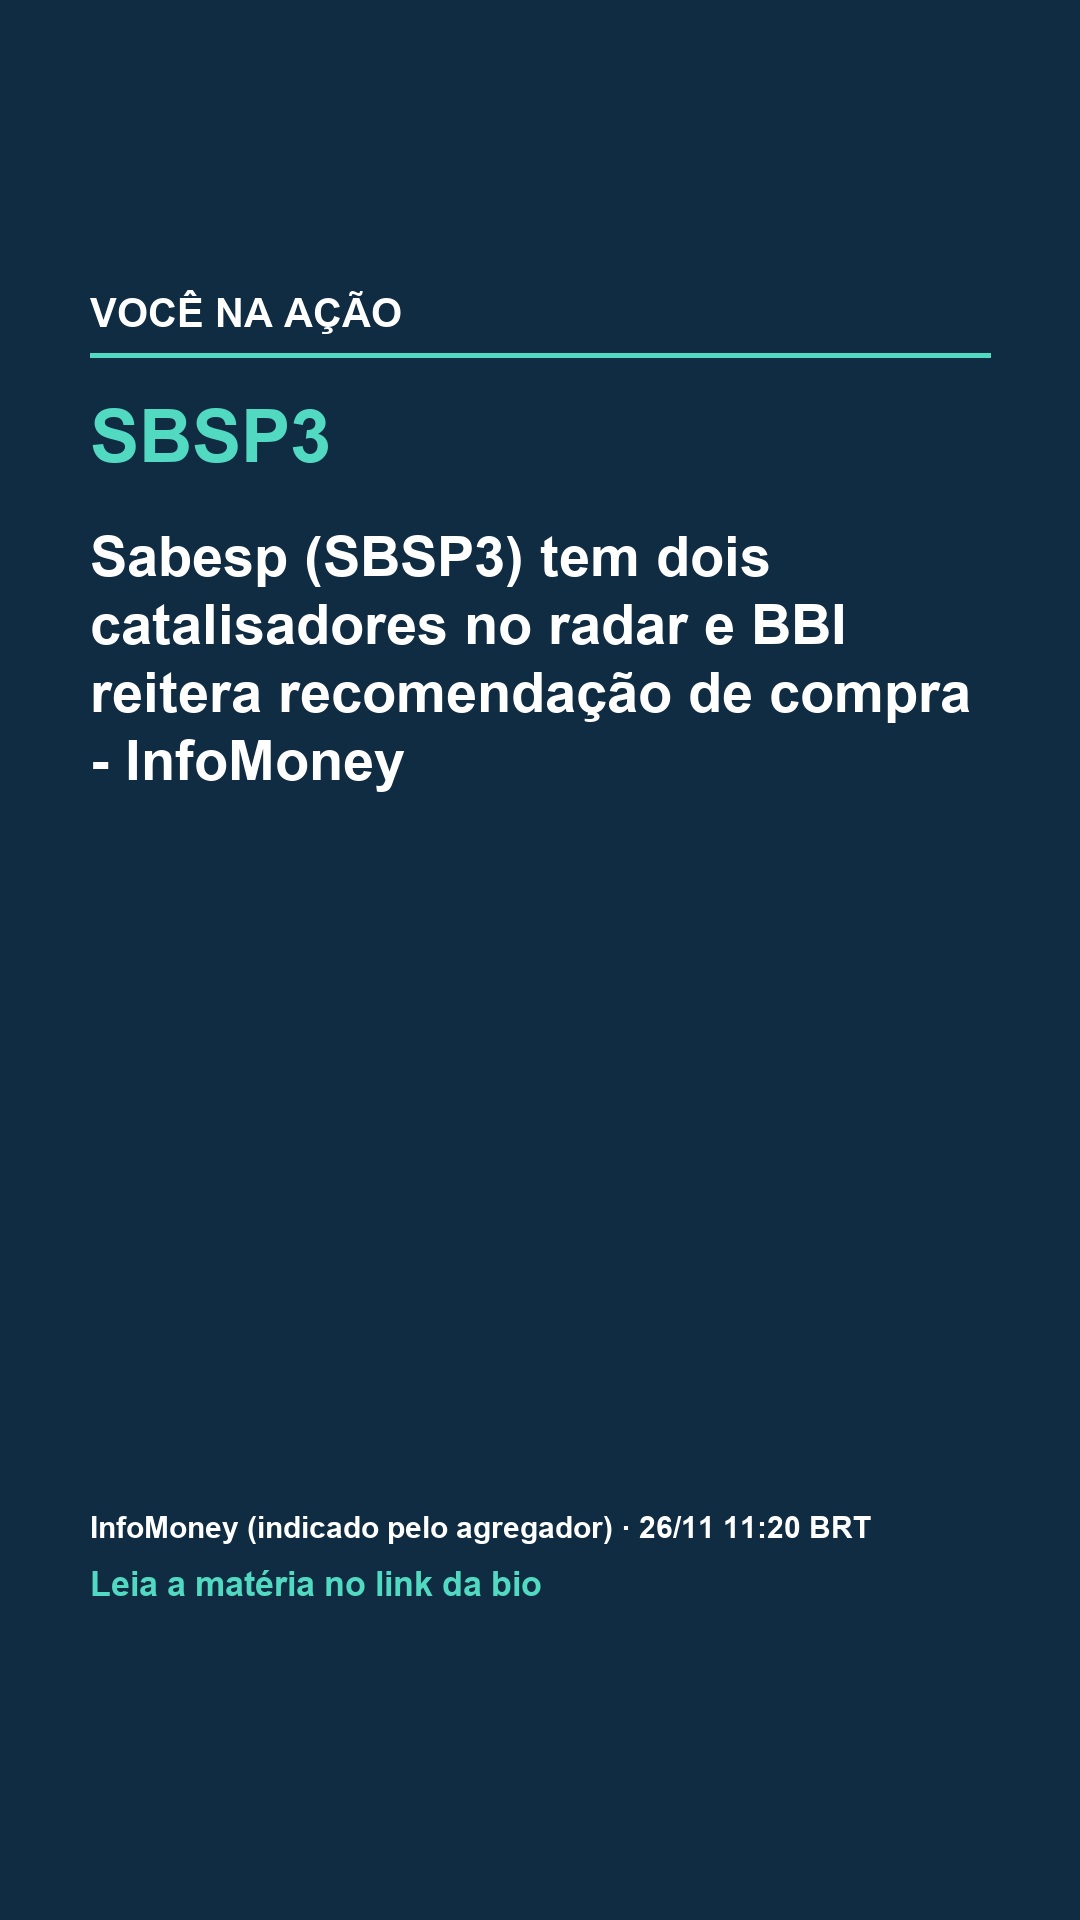 VOCÊ NA AÇÃO
SBSP3
Sabesp (SBSP3) tem dois
catalisadores no radar e BBI
reitera recomendação de compra
- InfoMoney
InfoMoney (indicado pelo agregador) · 26/11 11:20 BRT
Leia a matéria no link da bio